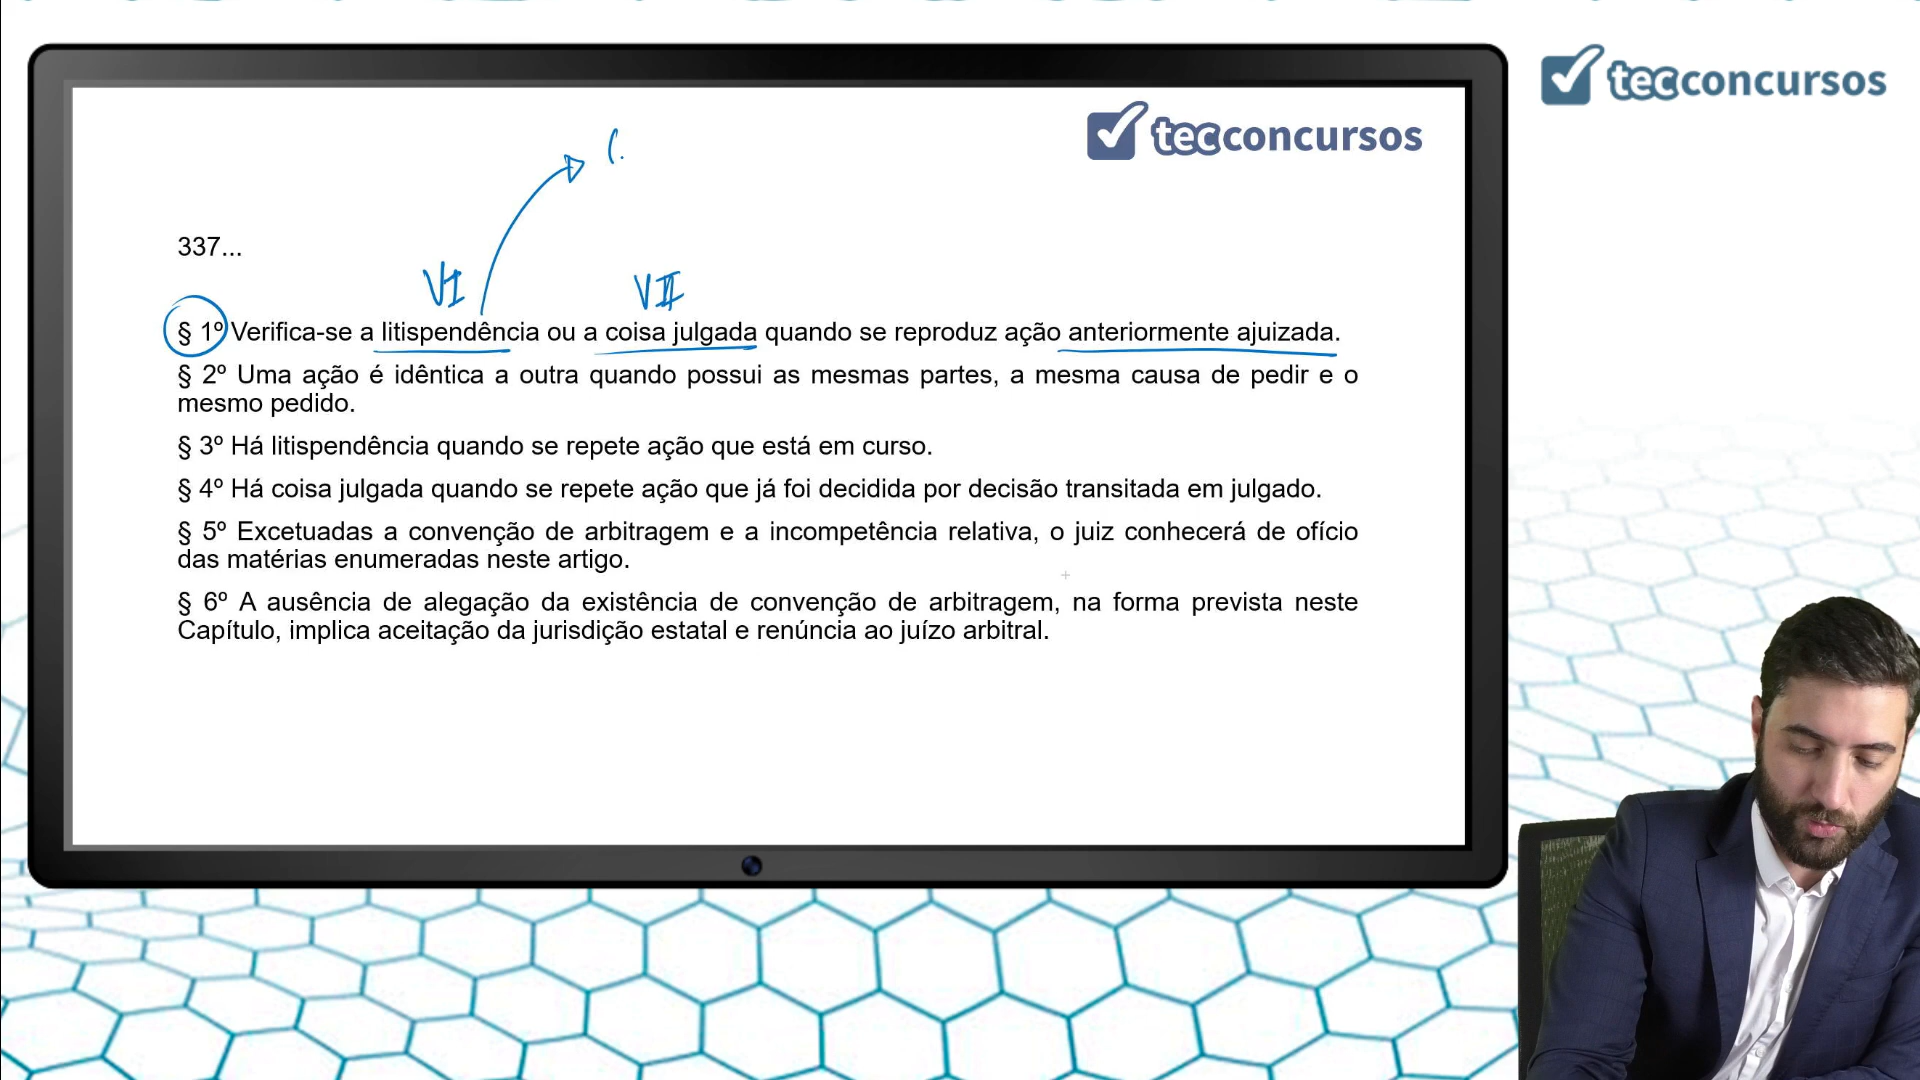 tecconcursos
tecconcursos
(.
337...
VI
VII
§ 1º Verifica-se a litispendência ou a coisa julgada quando se reproduz ação anteriormente ajuizada.
§ 2º Uma ação é idêntica a outra quando possui as mesmas partes, a mesma causa de pedir e o
mesmo pedido.
§ 3º Há litispendência quando se repete ação que está em curso.
§ 4º Há coisa julgada quando se repete ação que já foi decidida por decisão transitada em julgado.
§ 5º Excetuadas a convenção de arbitragem e a incompetência relativa, o juiz conhecerá de ofício
das matérias enumeradas neste artigo.
§ 6º A ausência de alegação da existência de convenção de arbitragem, na forma prevista neste
Capítulo, implica aceitação da jurisdição estatal e renúncia ao juízo arbitral.